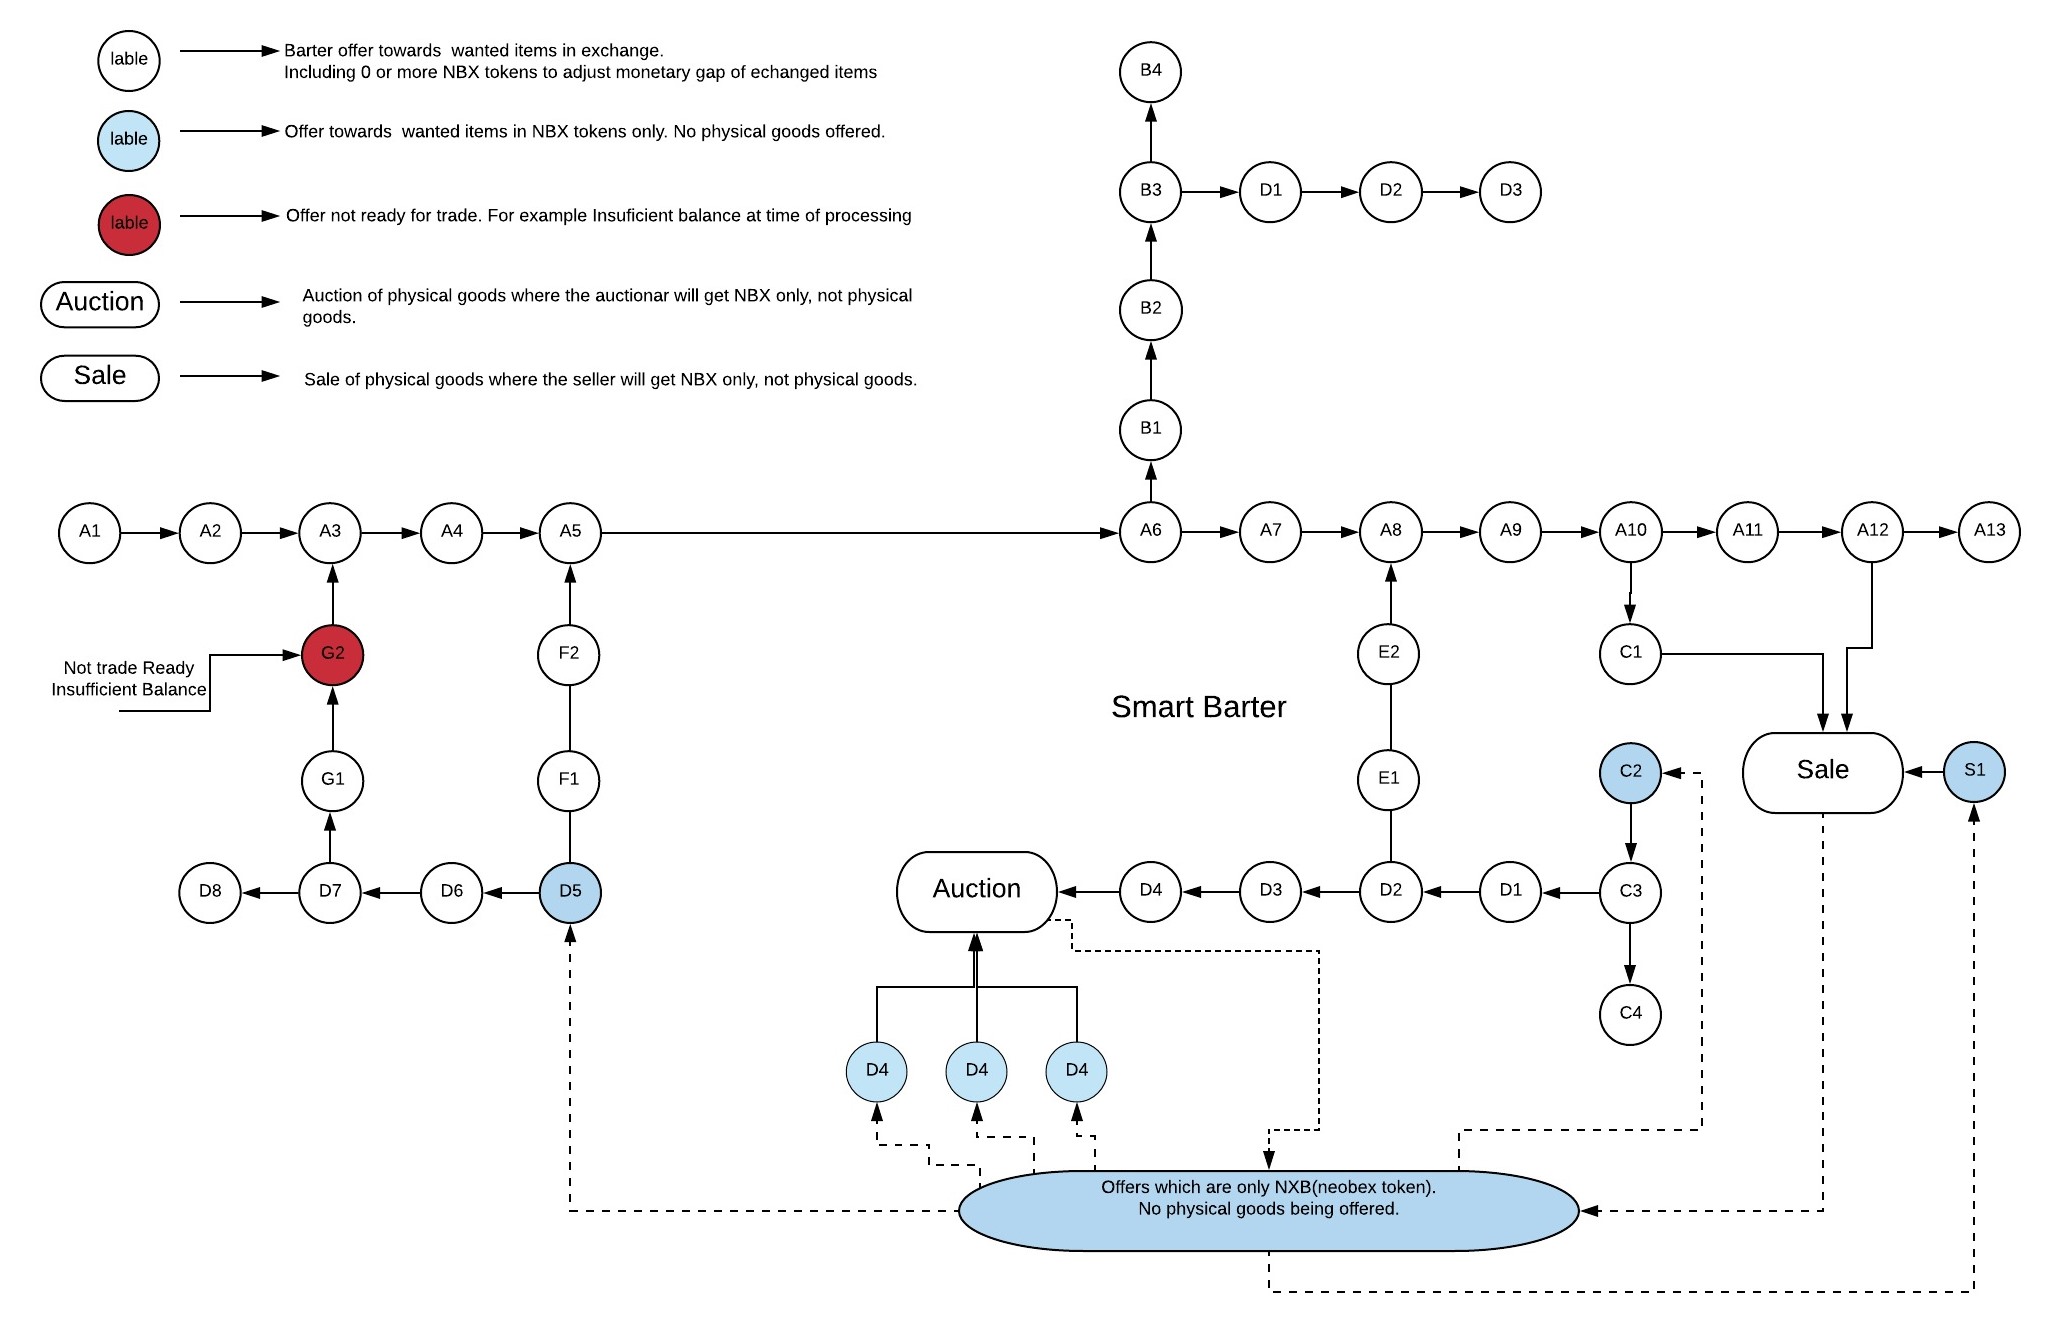 lable
Barter offer towards  wanted items in exchange.
Including 0 or more NBX tokens to adjust monetary gap of echanged items
lable
Offer towards  wanted items in NBX tokens only. No physical goods offered.
lable
Offer not ready for trade. For example Insuficient balance at time of processing
Auction
Auction of physical goods where the auctionar will get NBX only, not physical
goods.
Sale
Sale of physical goods where the seller will get NBX only, not physical goods.
B4
B3
D1
D2
D3
B2
B1
A1
A2
A3
A4
A5
A6
A7
A8
A9
A10
A11
A12
A13
Not trade Ready
Insufficient Balance
G2
F2
E2
C1
Smart Barter
G1
F1
E1
C2
Sale
S1
D8
D7
D6
D5
Auction
D4
D3
D2
D1
C3
C4
D4
D4
D4
Offers which are only NXB(neobex token).
No physical goods being offered.